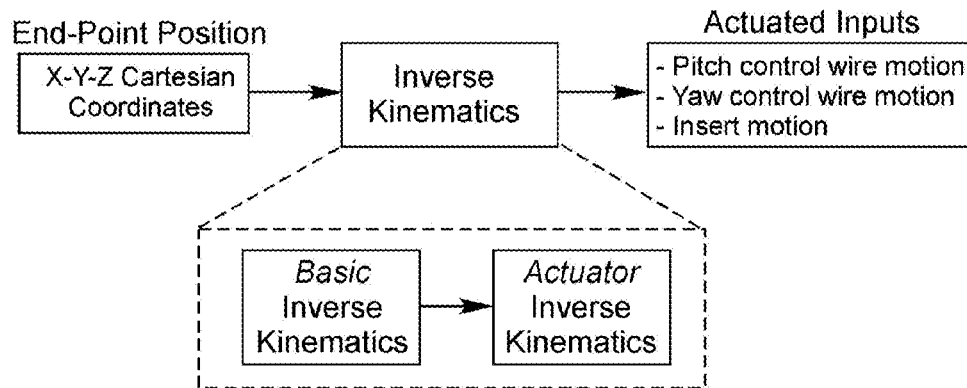 End-Point Position
X-Y-Z Cartesian
Coordinates
Inverse
Kinematics
Actuated Inputs
- Pitch control wire motion
- Yaw control wire motion
- Insert motion
Basic
Inverse
Kinematics
Actuator
Inverse
Kinematics